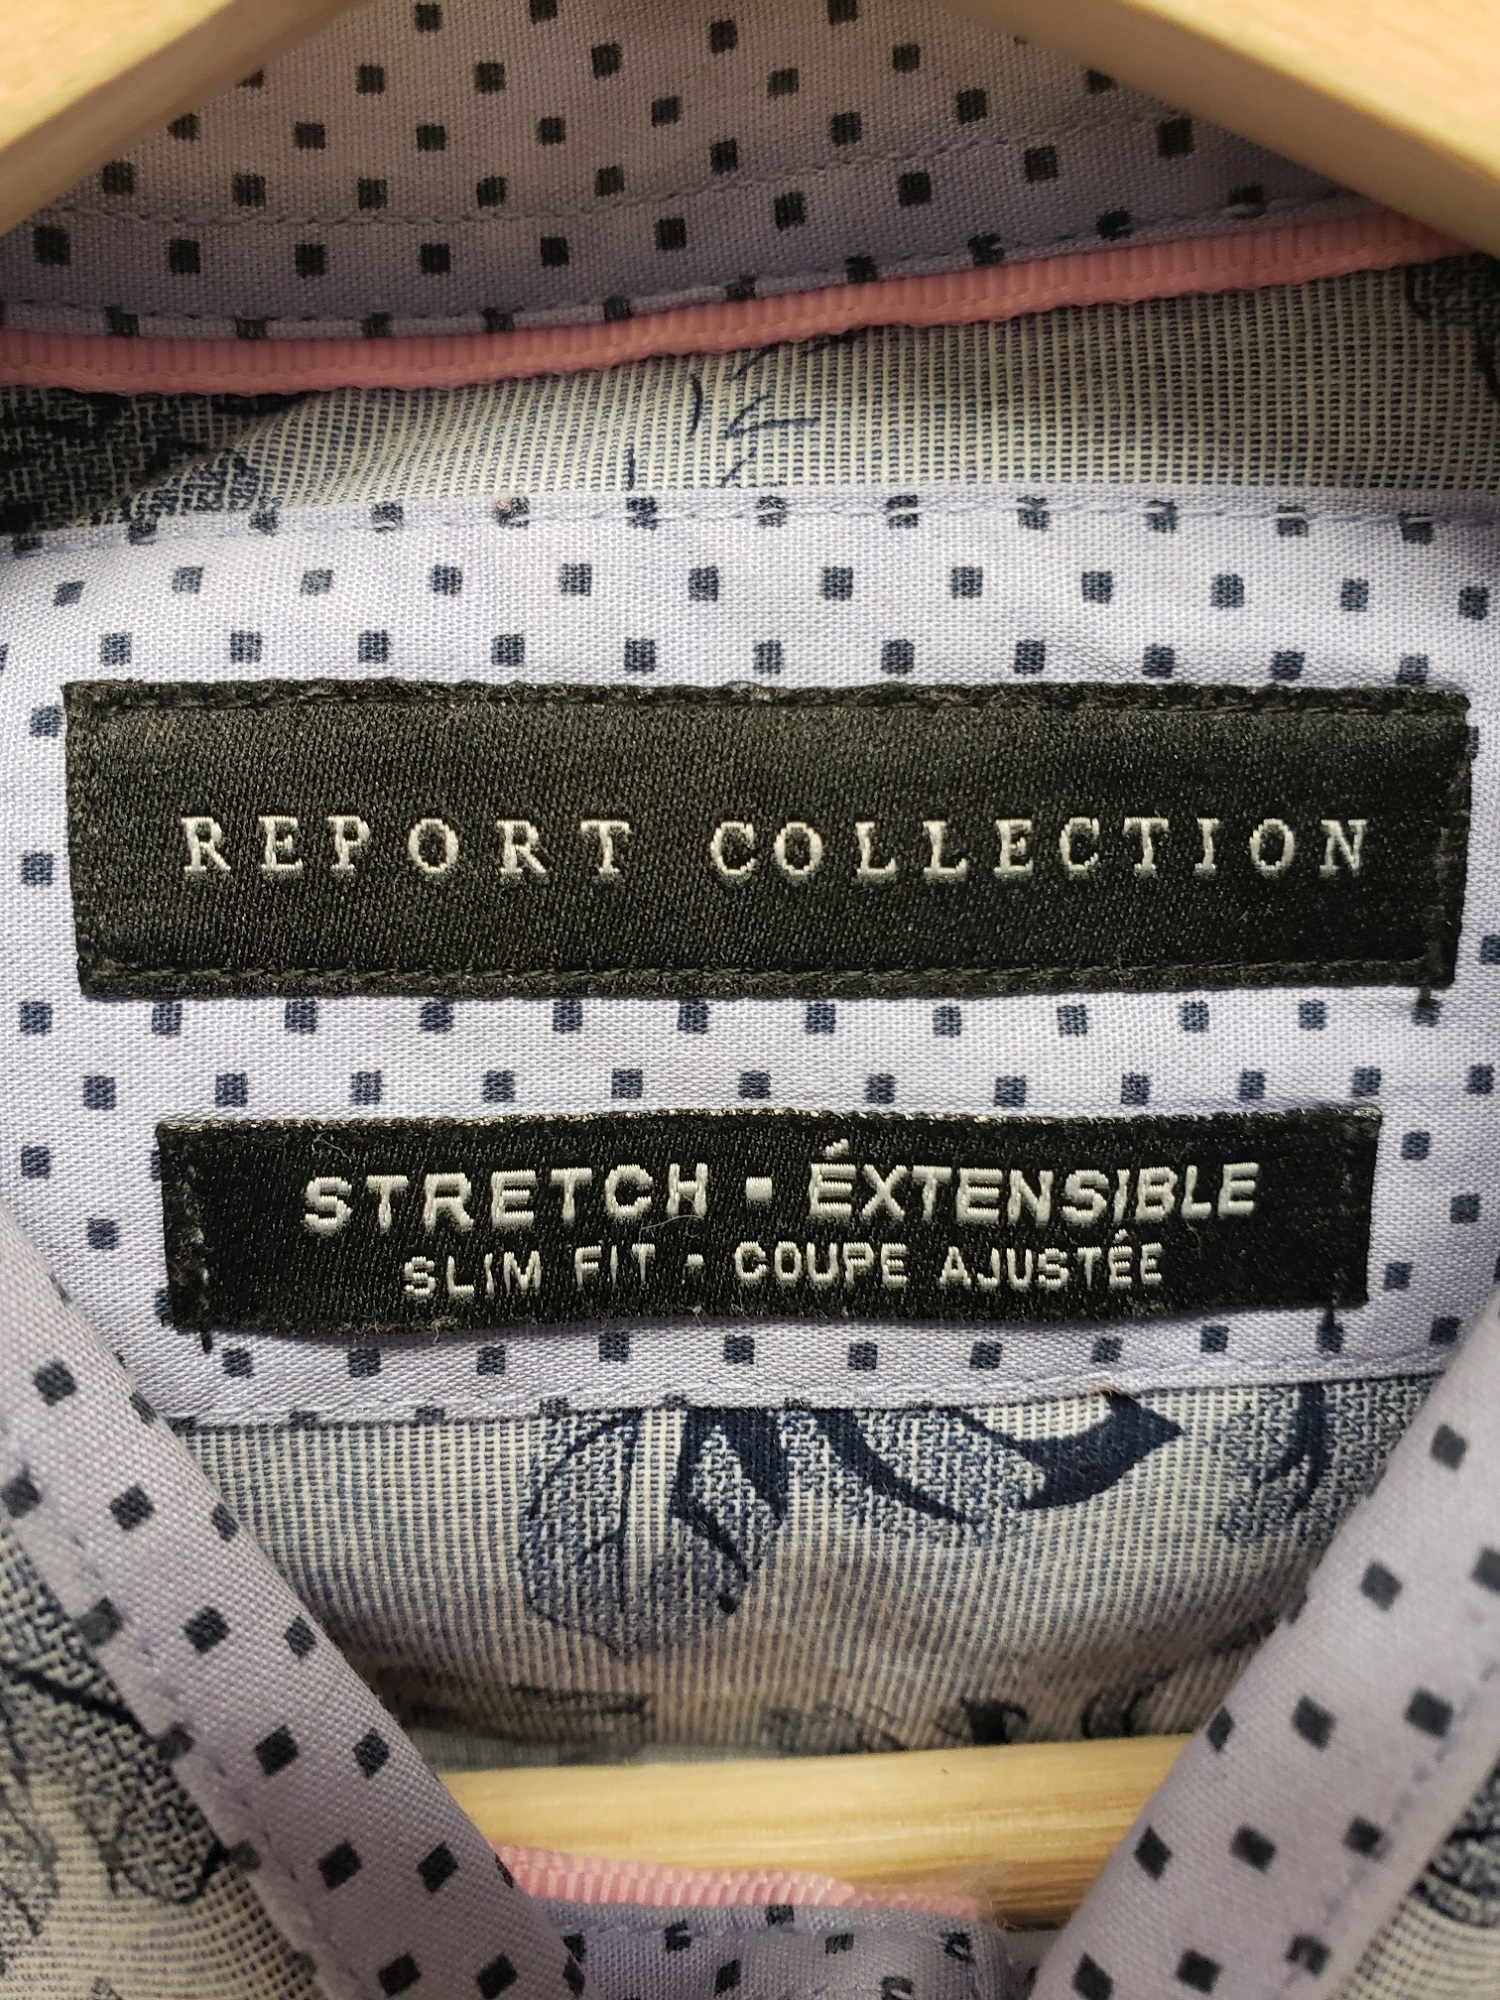 REPORT COLLECTION
STRETCH ▪ ÉXTENSIBLE
SLIM FIT - COUPE AJUSTÉE